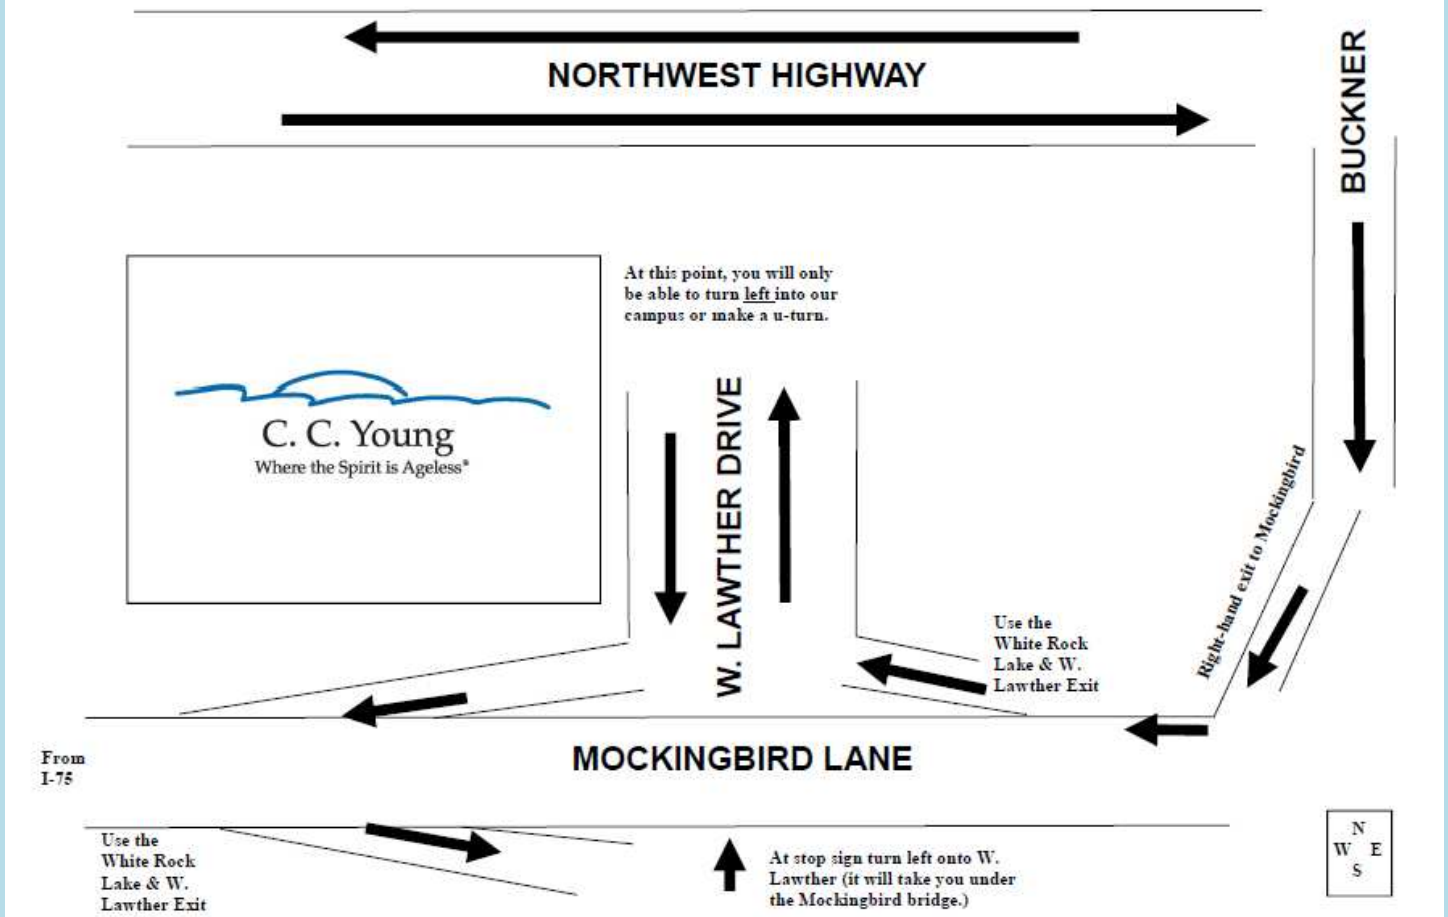 NORTHWEST HIGHWAY
BUCKNER
At this point, you will only
be able to turn left into our
campus or make a u-turn.
C. C. Young
Where the Spirit is Ageless®
W. LAWTHER DRIVE
Right-hand exit to Mockingbird
Use the
White Rock
Lake & W.
Lawther Exit
From
I-75
MOCKINGBIRD LANE
Use the
White Rock
Lake & W.
Lawther Exit
At stop sign turn left onto W.
Lawther (it will take you under
the Mockingbird bridge.)
N
W E
S